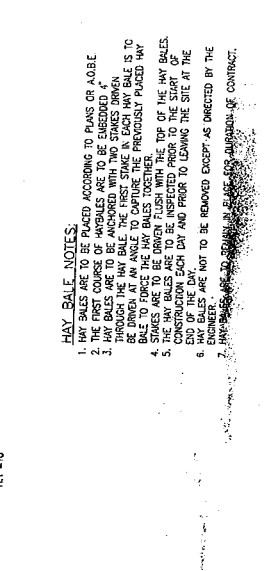 HAY BALE NOTES:
1. HAY BALES ARE TO BE PLACED ACCORDING TO PLANS OR A.O.B.E.
2. THE FIRST COURSE OF HAYBALES ARE TO BE EMBEDDED 4"
3. HAY BALES ARE TO BE ANCHORED WITH TWO STAKES DRIVEN
THROUGH THE HAY BALE. THE FIRST STAKE IN EACH HAY BALE IS TO
BE DRIVEN AT AN ANGLE TO CAPTURE THE PREVIOUSLY PLACED HAY
BALE TO FORCE THE HAY BALES TOGETHER.
4. STAKES ARE TO BE DRIVEN FLUSH WITH THE TOP OF THE HAY BALES.
5. THE HAY BALES ARE TO BE INSPECTED PRIOR TO THE START OF
CONSTRUCTION EACH DAY AND PRIOR TO LEAVING THE SITE AT THE
END OF THE DAY.
6. HAY BALES ARE NOT TO BE REMOVED EXCEPT AS DIRECTED BY THE
ENGINEER.
7. HAY BALES ARE TO REMAIN IN PLACE FOR DURATION OF CONTRACT.